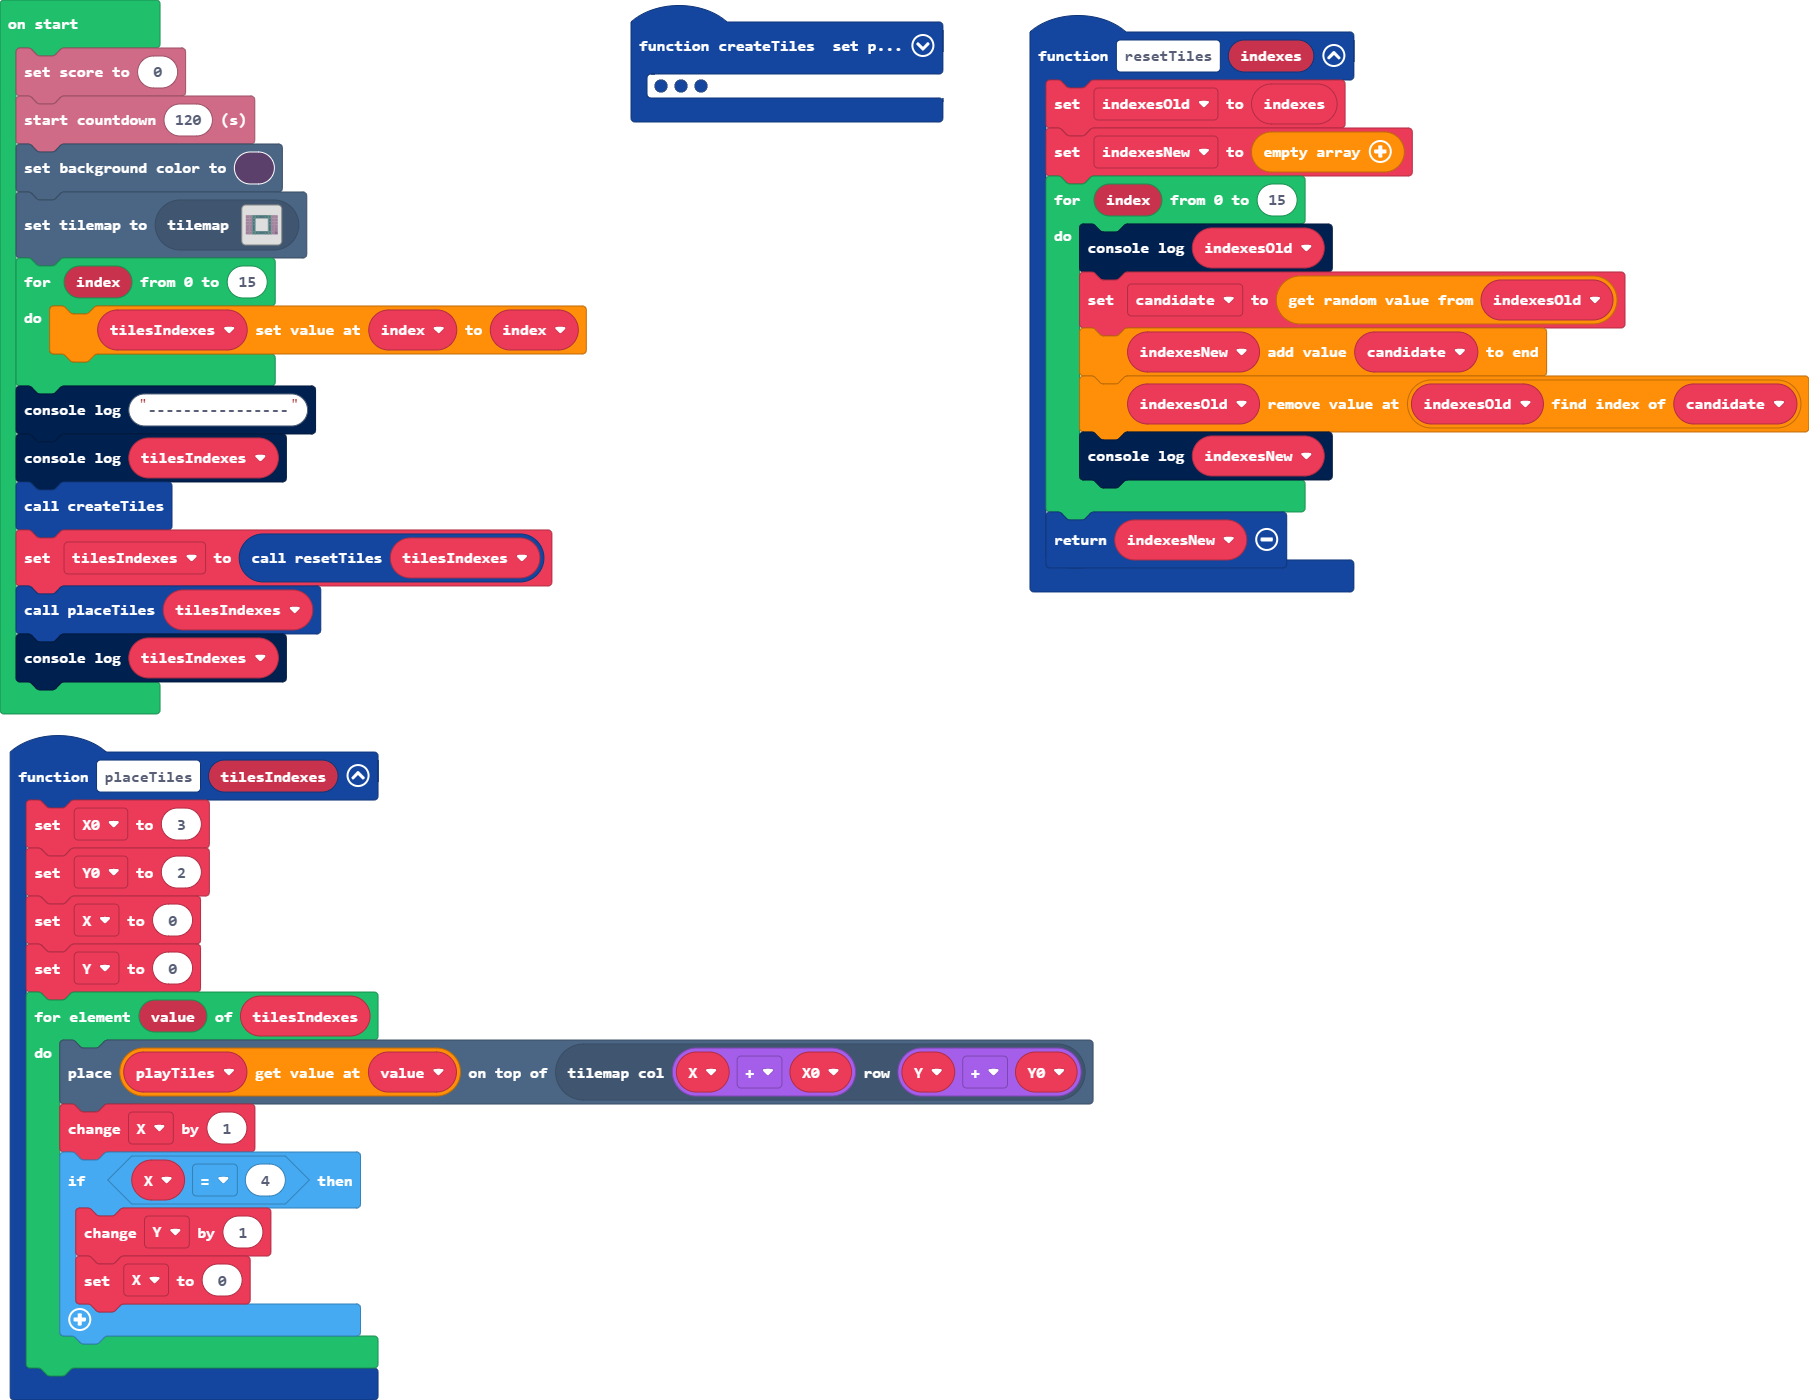 on start
set score to 0
start countdown 120 (s)
set background color to
set tilemap to tilemap
for index from 0 to 15
do tilesIndexes set value at index to index
console log "----------------"
console log tilesIndexes
call createTiles
set tilesIndexes to call resetTiles tilesIndexes
call placeTiles tilesIndexes
console log tilesIndexes
function createTiles set p...
function resetTiles indexes
set indexesOld to indexes
set indexesNew to empty array
for index from 0 to 15
do console log indexesOld
set candidate to get random value from indexesOld
indexesNew add value candidate to end
indexesOld remove value at indexesOld find index of candidate
console log indexesNew
return indexesNew
function placeTiles tilesIndexes
set X0 to 3
set Y0 to 2
set X to 0
set Y to 0
for element value of tilesIndexes
do place playTiles get value at value on top of tilemap col X + X0 row Y + Y0
change X by 1
if X = 4 then
change Y by 1
set X to 0